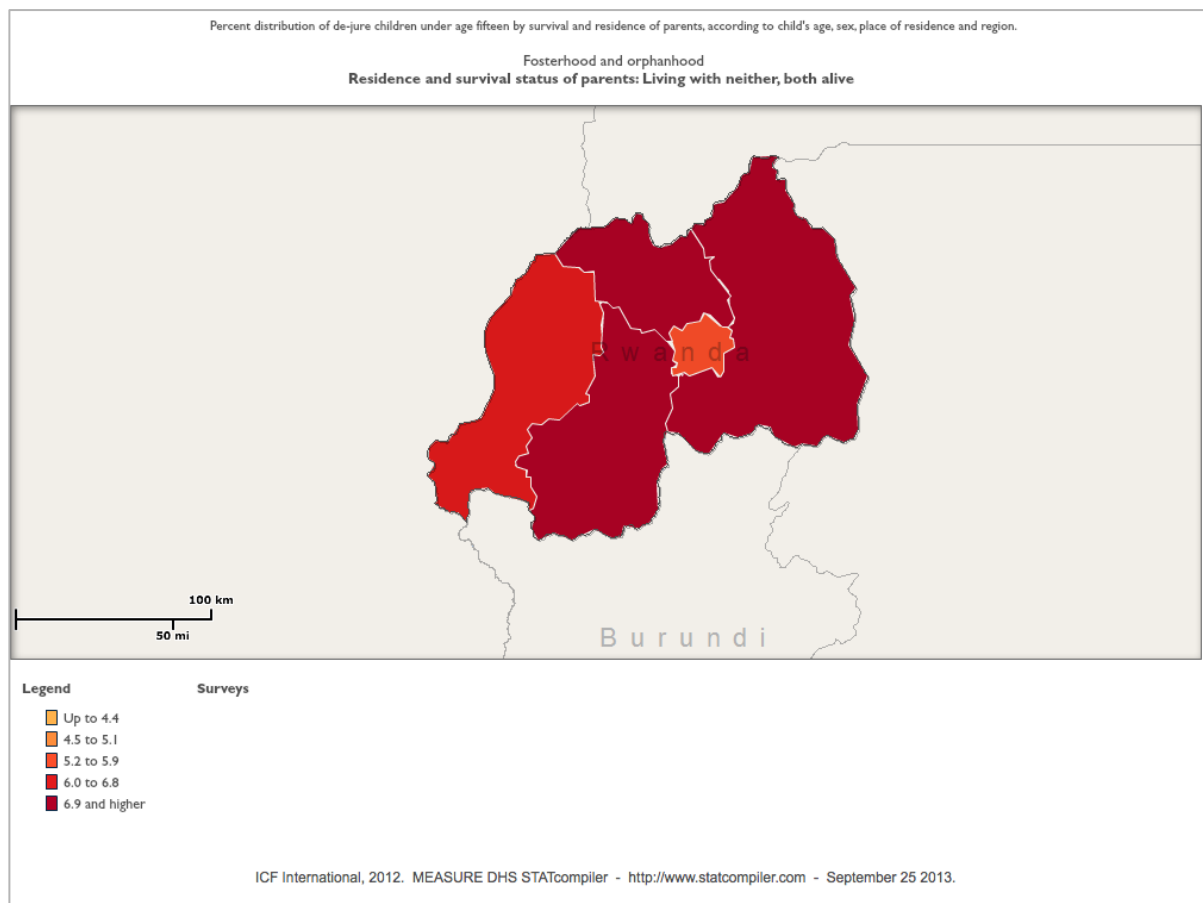 Percent distribution of de-jure children under age fifteen by survival and residence of parents, according to child's age, sex, place of residence and region.
Fosterhood and orphanhood
Residence and survival status of parents: Living with neither, both alive
Rwanda
100 km
50 mi
Burundi
Legend
Surveys
Up to 4.4
4.5 to 5.1
5.2 to 5.9
6.0 to 6.8
6.9 and higher
ICF International, 2012. MEASURE DHS STATcompiler - http://www.statcompiler.com - September 25 2013.